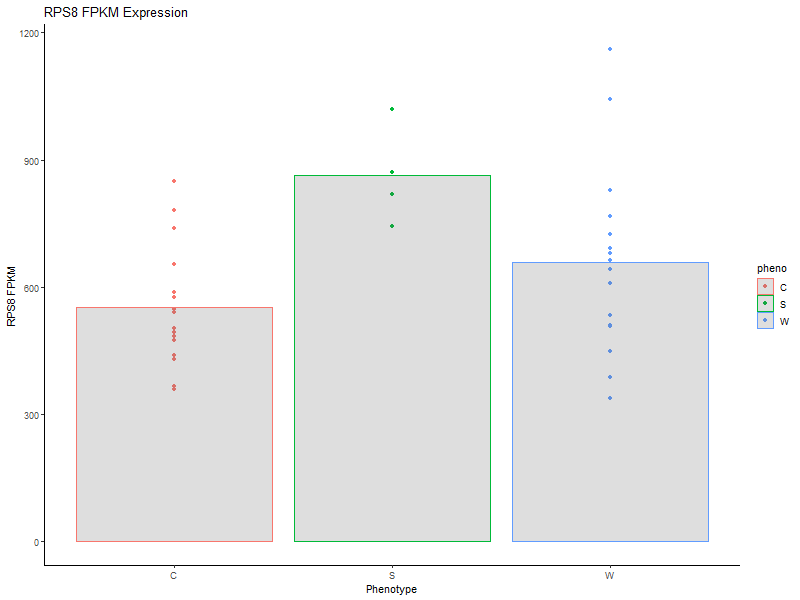 RPS8 FPKM Expression
1200
900
600
300
0
RPS8 FPKM
C
S
W
Phenotype
pheno
C
S
W